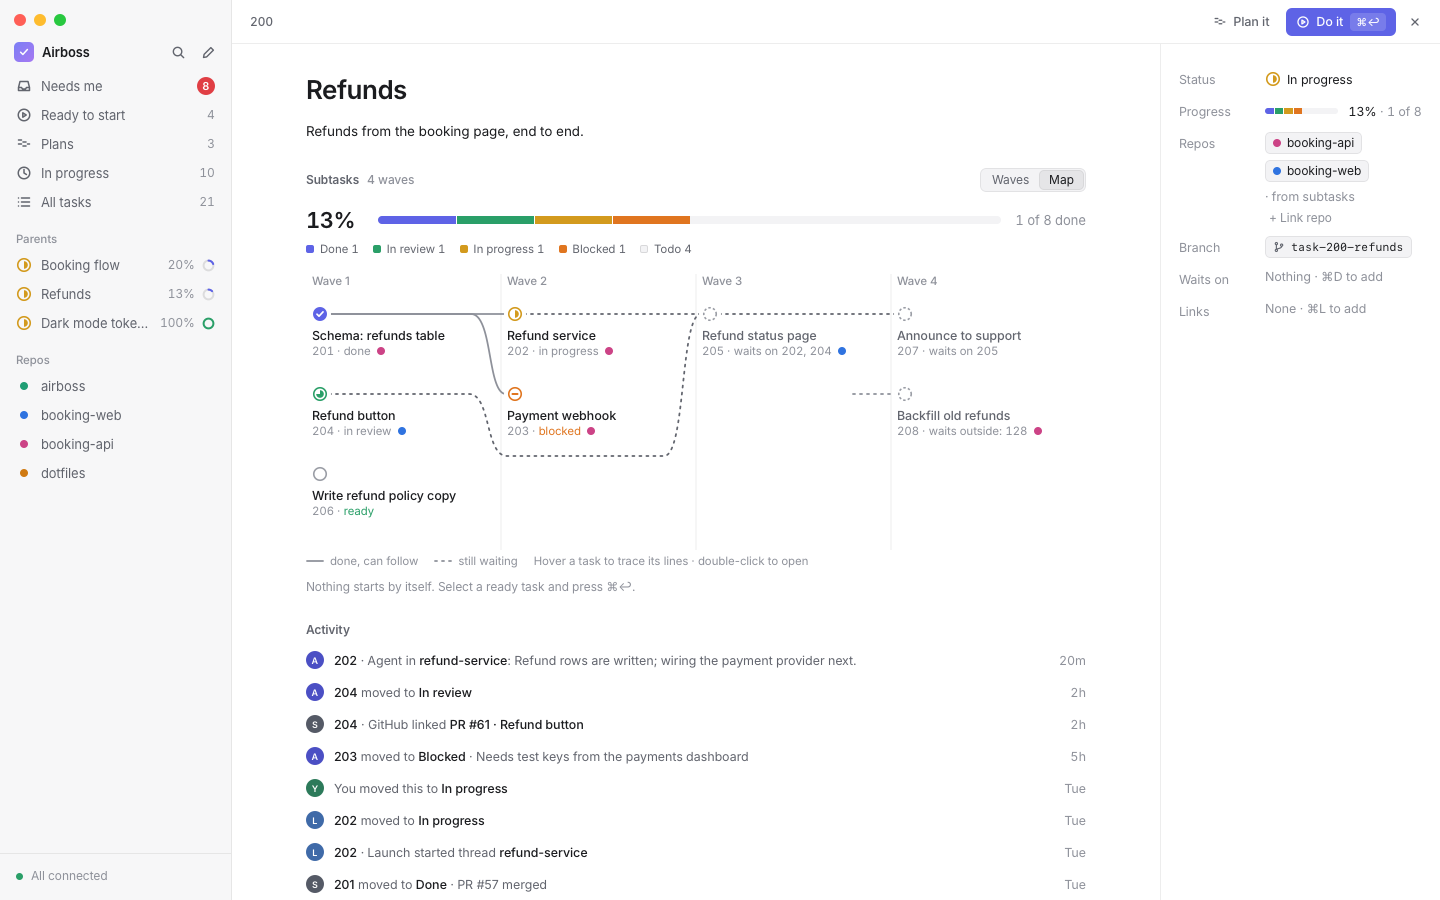 200
Plan it
Do it ⌘↩
Airboss
Needs me 8
Ready to start 4
Plans 3
In progress 10
All tasks 21
Parents
Booking flow 20%
Refunds 13%
Dark mode toke... 100%
Repos
airboss
booking-web
booking-api
dotfiles
All connected
Refunds
Refunds from the booking page, end to end.
Subtasks 4 waves
Waves Map
13% 1 of 8 done
Done 1 In review 1 In progress 1 Blocked 1 Todo 4
Wave 1 Wave 2 Wave 3 Wave 4
Schema: refunds table
201 · done
Refund service
202 · in progress
Refund status page
205 · waits on 202, 204
Announce to support
207 · waits on 205
Refund button
204 · in review
Payment webhook
203 · blocked
Backfill old refunds
208 · waits outside: 128
Write refund policy copy
206 · ready
done, can follow still waiting Hover a task to trace its lines · double-click to open
Nothing starts by itself. Select a ready task and press ⌘↩.
Activity
A 202 · Agent in refund-service: Refund rows are written; wiring the payment provider next. 20m
A 204 moved to In review 2h
S 204 · GitHub linked PR #61 · Refund button 2h
A 203 moved to Blocked · Needs test keys from the payments dashboard 5h
Y You moved this to In progress Tue
L 202 moved to In progress Tue
L 202 · Launch started thread refund-service Tue
S 201 moved to Done · PR #57 merged Tue
Status In progress
Progress 13% · 1 of 8
Repos booking-api
booking-web
· from subtasks
+ Link repo
Branch task-200-refunds
Waits on Nothing · ⌘D to add
Links None · ⌘L to add